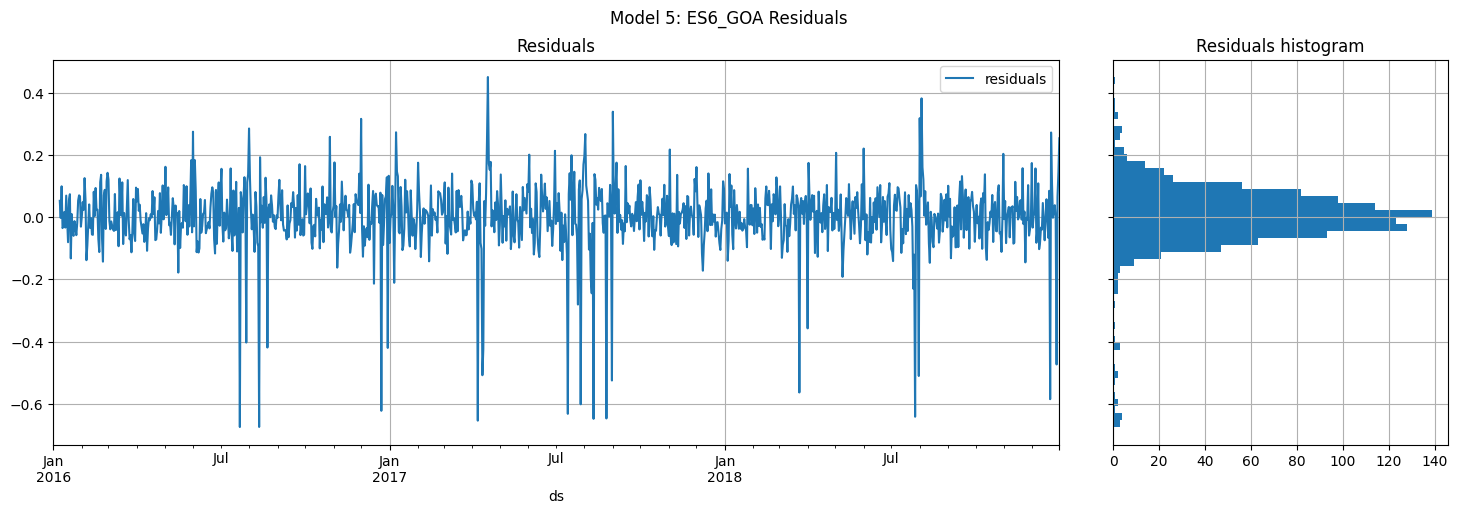 Model 5: ES6_GOA Residuals
Residuals
Residuals histogram
residuals
0.4
0.2
0.0
−0.2
−0.4
−0.6
Jan
2016
Jul
Jan
2017
Jul
Jan
2018
Jul
ds
0 20 40 60 80 100 120 140